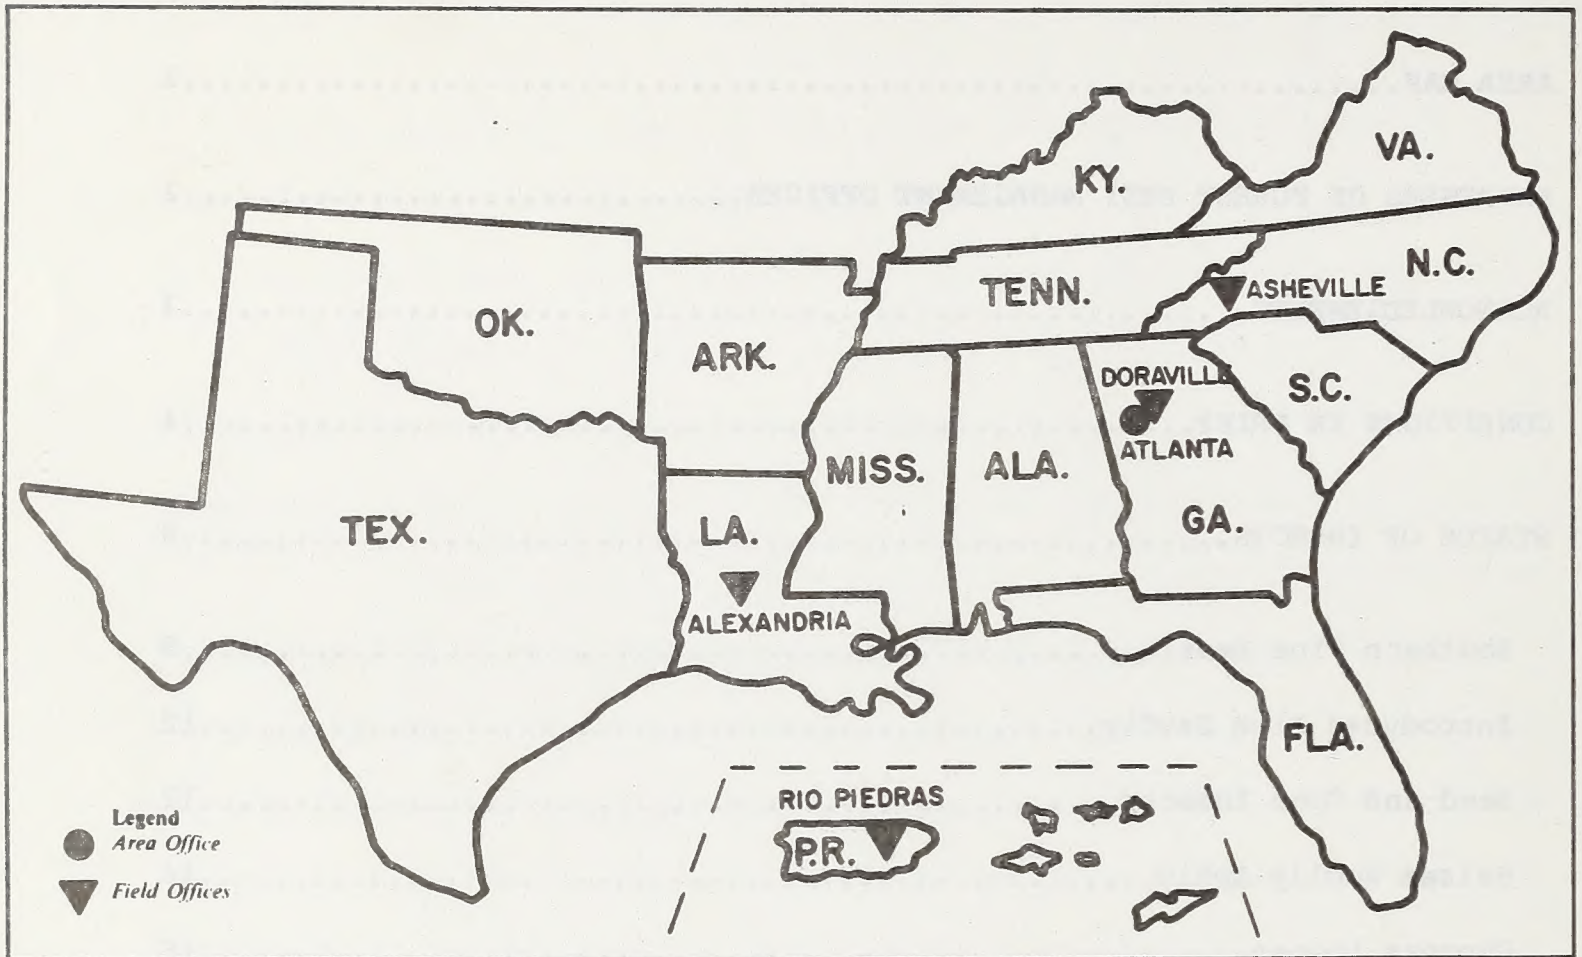 VA.
KY.
N.C.
TENN.
ASHEVILLE
OK.
ARK.
DORAVILLE
S.C.
ATLANTA
MISS.
ALA.
TEX.
LA.
GA.
ALEXANDRIA
FLA.
RIO PIEDRAS
P.R.
Legend
Area Office
Field Offices